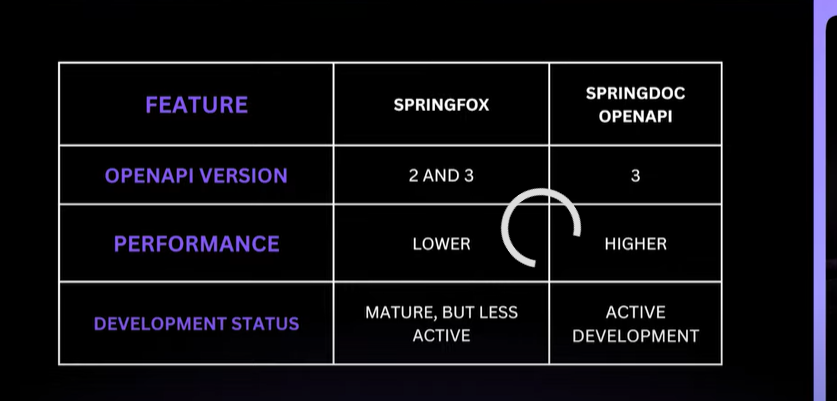 FEATURE
SPRINGFOX
SPRINGDOC
OPENAPI
OPENAPI VERSION
2 AND 3
3
PERFORMANCE
LOWER
HIGHER
DEVELOPMENT STATUS
MATURE, BUT LESS
ACTIVE
ACTIVE
DEVELOPMENT